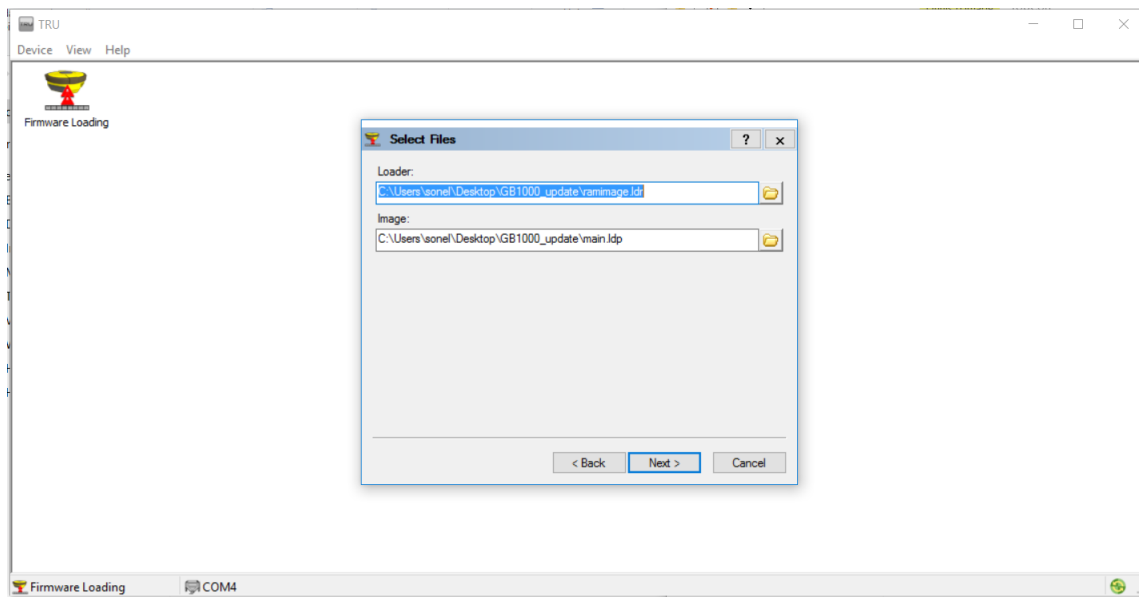 TRU
Device View Help
Firmware Loading
Select Files
?
Loader:
C:\Users\sonel\Desktop\GB1000_update\ramimage.ldr
Image:
C:\Users\sonel\Desktop\GB1000_update\main.ldp
< Back Next > Cancel
Firmware Loading COM4